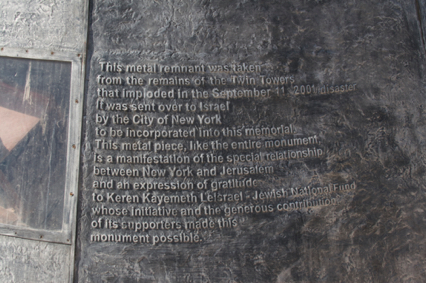 This metal remnant was taken
from the remains of the Twin Towers
that imploded in the September 11, 2001 disaster
It was sent over to Israel
by the City of New York
to be incorporated into this memorial.
This metal piece, like the entire monument,
is a manifestation of the special relationship
between New York and Jerusalem
and an expression of gratitude
to Keren Kayemeth LeIsrael - Jewish National Fund
whose initiative and the generous contribution
of its supporters made this
monument possible.